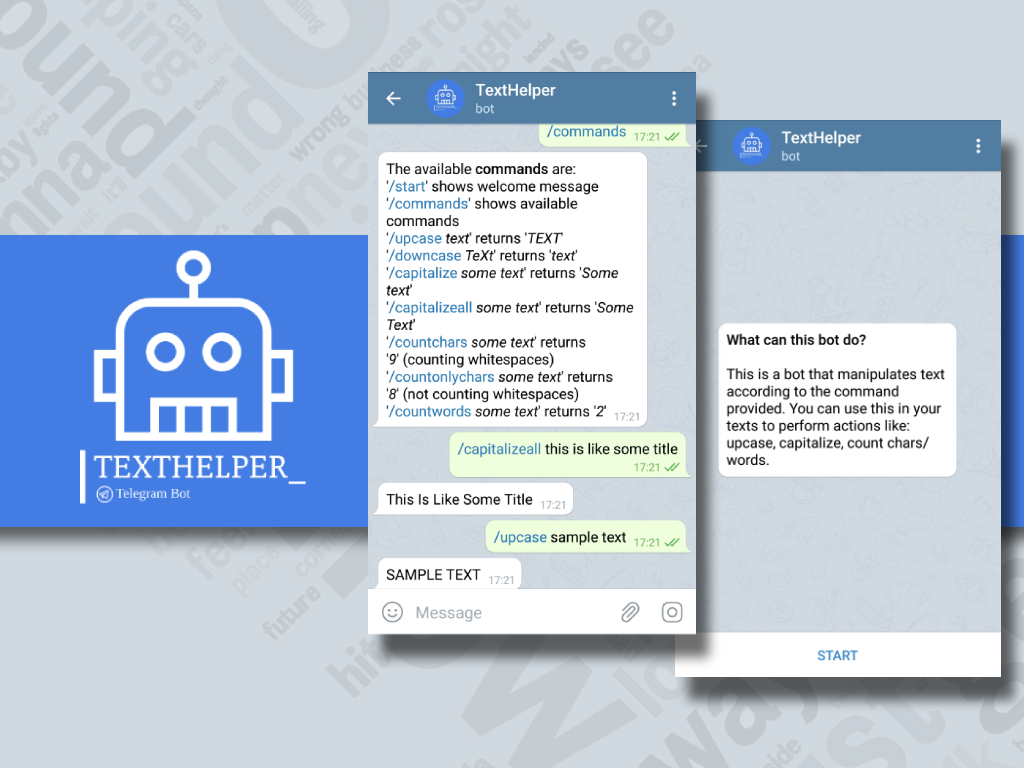 TEXTHELPER_
Telegram Bot
TextHelper
bot
/commands 17:21
The available commands are:
'/start' shows welcome message
'/commands' shows available
commands
'/upcase text' returns 'TEXT'
'/downcase TeXt' returns 'text'
'/capitalize some text' returns 'Some
text'
'/capitalizeall some text' returns 'Some
Text'
'/countchars some text' returns
'9' (counting whitespaces)
'/countonlychars some text' returns
'8' (not counting whitespaces)
'/countwords some text' returns '2' 17:21
/capitalizeall this is like some title
17:21
This Is Like Some Title 17:21
/upcase sample text 17:21
SAMPLE TEXT 17:21
Message
TextHelper
bot
What can this bot do?
This is a bot that manipulates text
according to the command
provided. You can use this in your
texts to perform actions like:
upcase, capitalize, count chars/
words.
START